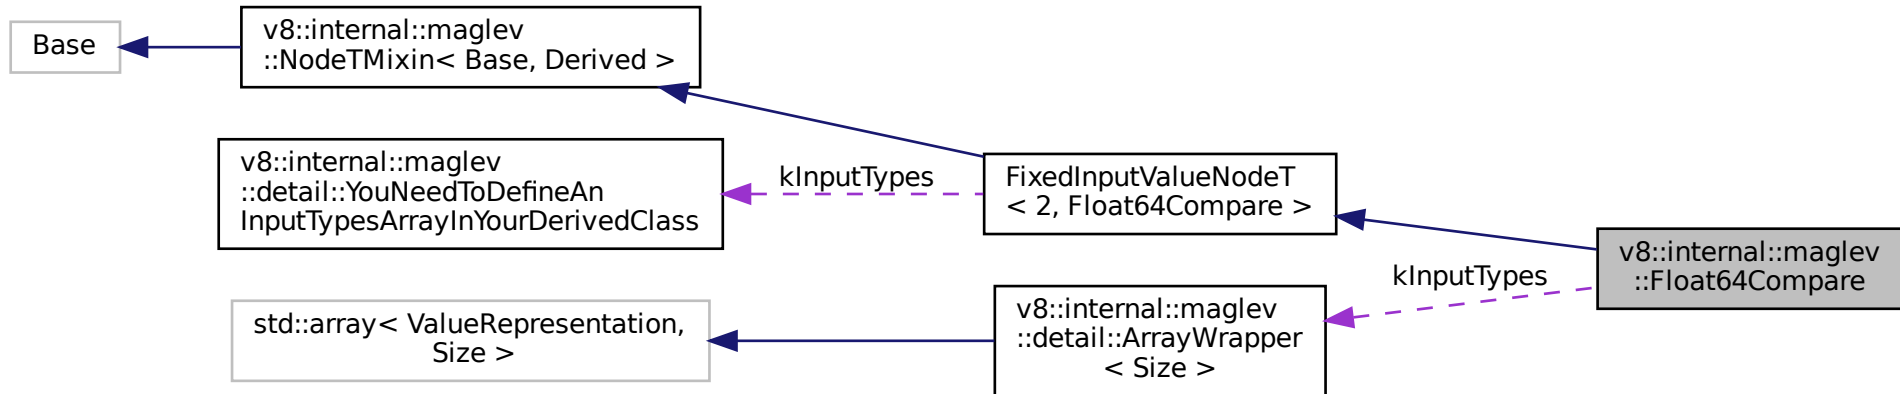 Base
v8::internal::maglev
::NodeTMixin< Base, Derived >
v8::internal::maglev
::detail::YouNeedToDefineAn
InputTypesArrayInYourDerivedClass
kInputTypes
FixedInputValueNodeT
< 2, Float64Compare >
v8::internal::maglev
::Float64Compare
kInputTypes
std::array< ValueRepresentation,
Size >
v8::internal::maglev
::detail::ArrayWrapper
< Size >